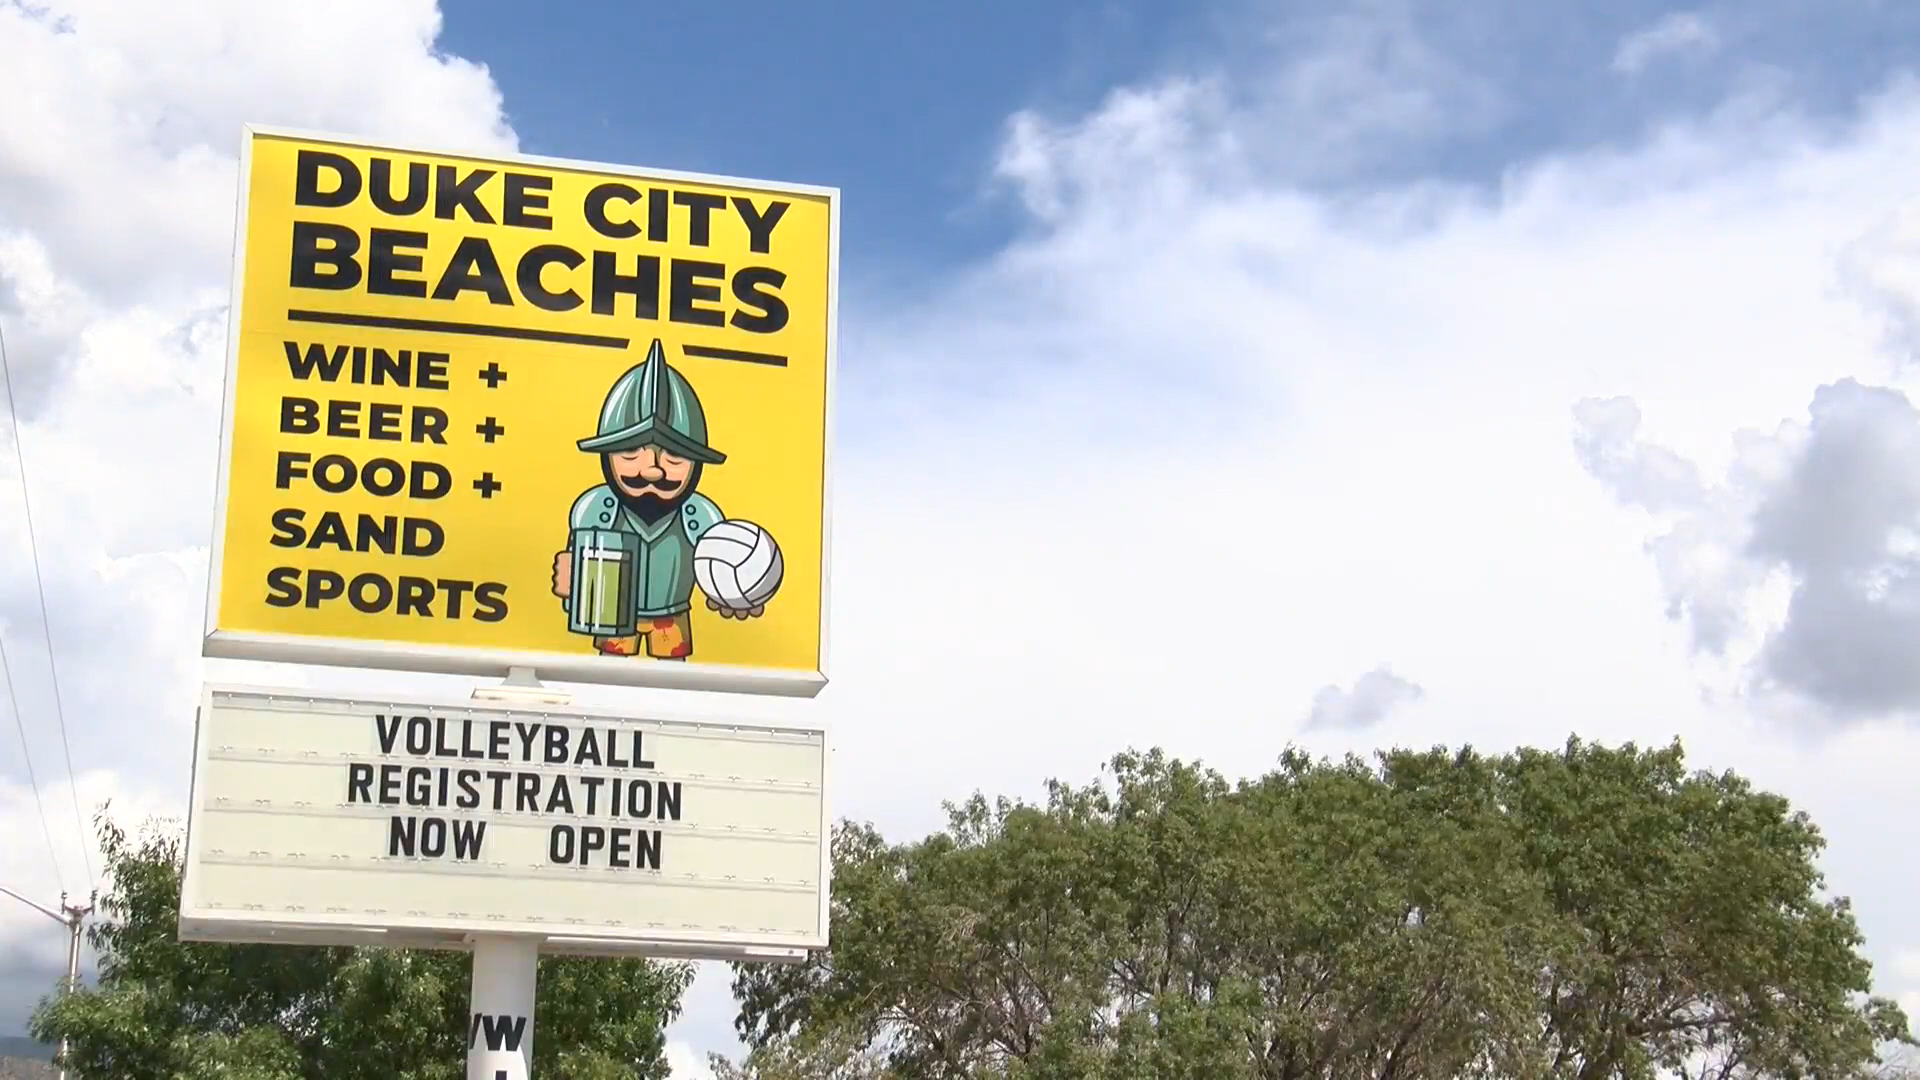 DUKE CITY
BEACHES
WINE +
BEER +
FOOD +
SAND
SPORTS
VOLLEYBALL
REGISTRATION
NOW OPEN